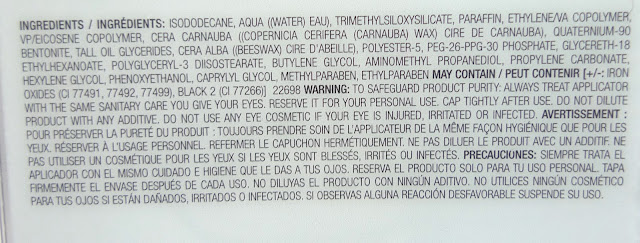 INGREDIENTS / INGRÉDIENTS: ISODODECANE, AQUA ((WATER) EAU), TRIMETHYLSILOXYSILICATE, PARAFFIN, ETHYLENE/VA COPOLYMER,
VP/EICOSENE COPOLYMER, CERA CARNAUBA ((COPERNICIA CERIFERA (CARNAUBA) WAX) CIRE DE CARNAUBA), QUATERNIUM-90
BENTONITE, TALL OIL GLYCERIDES, CERA ALBA ((BEESWAX) CIRE D'ABEILLE), POLYESTER-5, PEG-26-PPG-30 PHOSPHATE, GLYCERETH-18
ETHYLHEXANOATE, POLYGLYCERYL-3 DIISOSTEARATE, BUTYLENE GLYCOL, AMINOMETHYL PROPANEDIOL, PROPYLENE CARBONATE,
HEXYLENE GLYCOL, PHENOXYETHANOL, CAPRYLYL GLYCOL, METHYLPARABEN, ETHYLPARABEN MAY CONTAIN / PEUT CONTENIR [+/-: IRON
OXIDES (CI 77491, 77492, 77499), BLACK 2 (CI 77266)] 22698 WARNING: TO SAFEGUARD PRODUCT PURITY: ALWAYS TREAT APPLICATOR
WITH THE SAME SANITARY CARE YOU GIVE YOUR EYES. RESERVE IT FOR YOUR PERSONAL USE. CAP TIGHTLY AFTER USE. DO NOT DILUTE
PRODUCT WITH ANY ADDITIVE. DO NOT USE ANY EYE COSMETIC IF YOUR EYE IS INJURED, IRRITATED OR INFECTED. AVERTISSEMENT :
POUR PRÉSERVER LA PURETÉ DU PRODUIT : TOUJOURS PRENDRE SOIN DE L'APPLICATEUR DE LA MÊME FAÇON HYGIÉNIQUE QUE POUR LES
YEUX. RÉSERVER À L'USAGE PERSONNEL. REFERMER LE CAPUCHON HERMÉTIQUEMENT. NE PAS DILUER LE PRODUIT AVEC UN ADDITIF. NE
PAS UTILISER UN COSMÉTIQUE POUR LES YEUX SI LES YEUX SONT BLESSÉS, IRRITÉS OU INFECTÉS. PRECAUCIONES: SIEMPRE TRATA EL
APLICADOR CON EL MISMO CUIDADO E HIGIENE QUE LE DAS A TUS OJOS. RESERVA EL PRODUCTO SOLO PARA TU USO PERSONAL. TAPA
FIRMEMENTE EL ENVASE DESPUÉS DE CADA USO. NO DILUYAS EL PRODUCTO CON NINGÚN ADITIVO. NO UTILICES NINGÚN COSMÉTICO
PARA TUS OJOS SI ESTÁN DAÑADOS, IRRITADOS O INFECTADOS. SI OBSERVAS ALGUNA REACCIÓN DESFAVORABLE SUSPENDE SU USO.